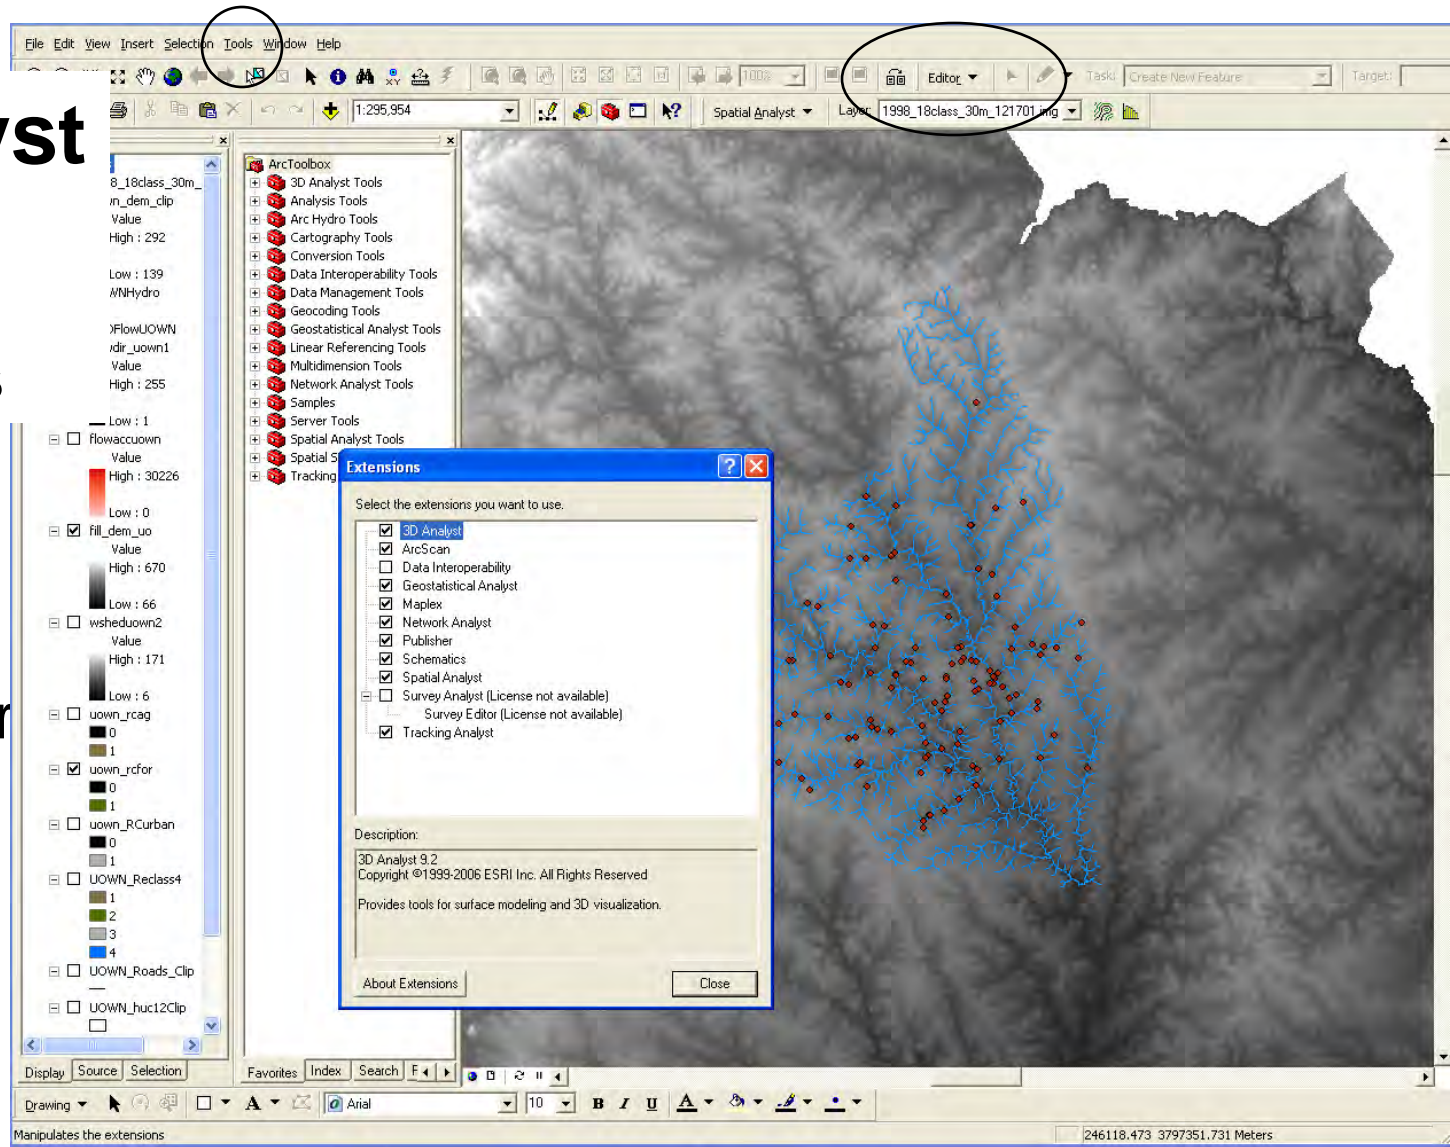 File Edit View Insert Selection Tools Window Help
100% Editor Task: Create New Feature Target:
1:295,954 Spatial Analyst Layer: 1998_18class_30m_121701.img
yst
s
8_18class_30m_
vn_dem_clip
Value
High : 292
Low : 139
WNHydro
DFlowUOWN
vdir_uown1
Value
High : 255
Low : 1
flowaccuown
Value
High : 30226
Low : 0
fill_dem_uo
Value
High : 670
Low : 66
wsheduown2
Value
High : 171
Low : 6
uown_rcag
0
1
uown_rcfor
0
1
uown_RCurban
0
1
UOWN_Reclass4
1
2
3
4
UOWN_Roads_Clip
UOWN_huc12Clip
Display Source Selection
ArcToolbox
3D Analyst Tools
Analysis Tools
Arc Hydro Tools
Cartography Tools
Conversion Tools
Data Interoperability Tools
Data Management Tools
Geocoding Tools
Geostatistical Analyst Tools
Linear Referencing Tools
Multidimension Tools
Network Analyst Tools
Samples
Server Tools
Spatial Analyst Tools
Spatial S
Tracking
Favorites Index Search F
Extensions
Select the extensions you want to use.
3D Analyst
ArcScan
Data Interoperability
Geostatistical Analyst
Maplex
Network Analyst
Publisher
Schematics
Spatial Analyst
Survey Analyst (License not available)
Survey Editor (License not available)
Tracking Analyst
Description:
3D Analyst 9.2
Copyright ©1999-2006 ESRI Inc. All Rights Reserved
Provides tools for surface modeling and 3D visualization.
About Extensions Close
Drawing A Arial 10 B I U A
Manipulates the extensions 246118.473 3797351.731 Meters